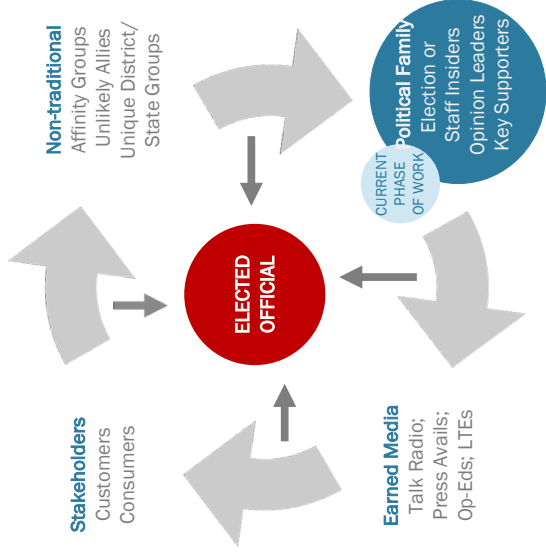 Stakeholders
Customers
Consumers
Non-traditional
Affinity Groups
Unlikely Allies
Unique District/
State Groups
ELECTED
OFFICIAL
Earned Media
Talk Radio;
Press Avails;
Op-Eds; LTEs
CURRENT
PHASE
OF WORK
Political Family
Election or
Staff Insiders
Opinion Leaders
Key Supporters